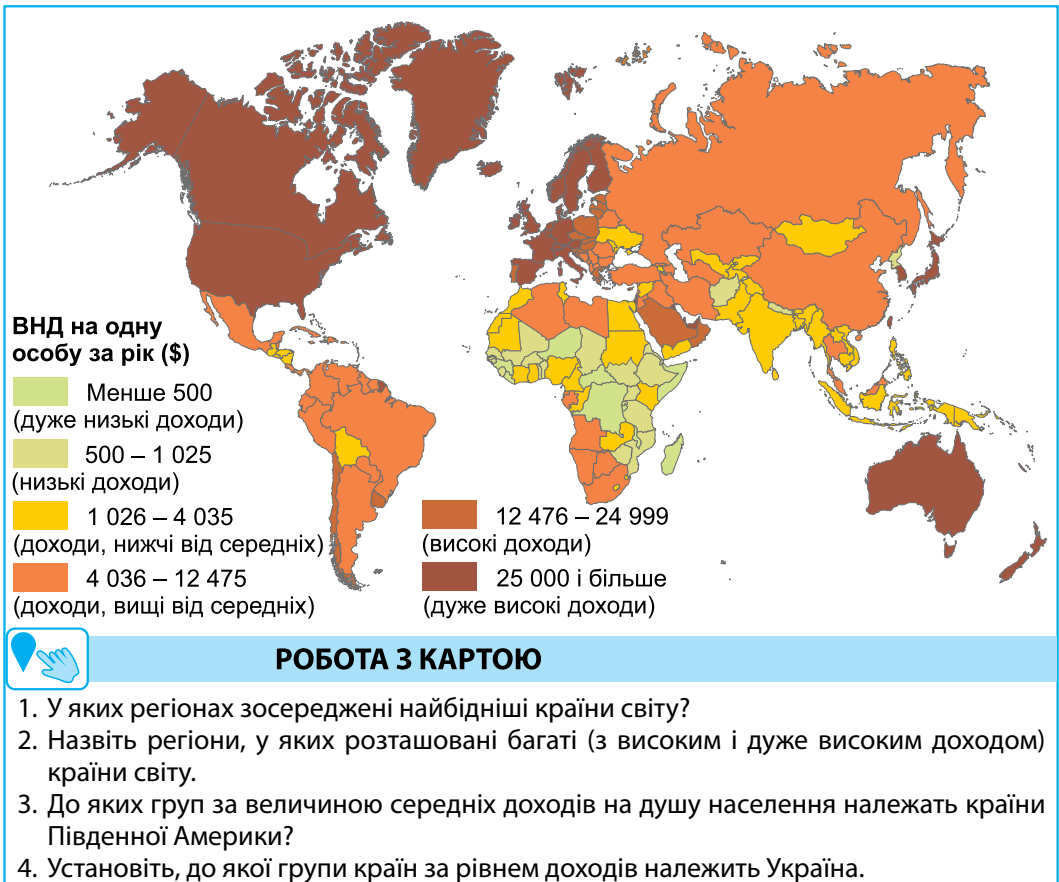 ВНД на одну
особу за рік ($)
Менше 500
(дуже низькі доходи)
500 – 1 025
(низькі доходи)
1 026 – 4 035
(доходи, нижчі від середніх)
4 036 – 12 475
(доходи, вищі від середніх)
12 476 – 24 999
(високі доходи)
25 000 і більше
(дуже високі доходи)
РОБОТА З КАРТОЮ
1. У яких регіонах зосереджені найбідніші країни світу?
2. Назвіть регіони, у яких розташовані багаті (з високим і дуже високим доходом)
країни світу.
3. До яких груп за величиною середніх доходів на душу населення належать країни
Південної Америки?
4. Установіть, до якої групи країн за рівнем доходів належить Україна.